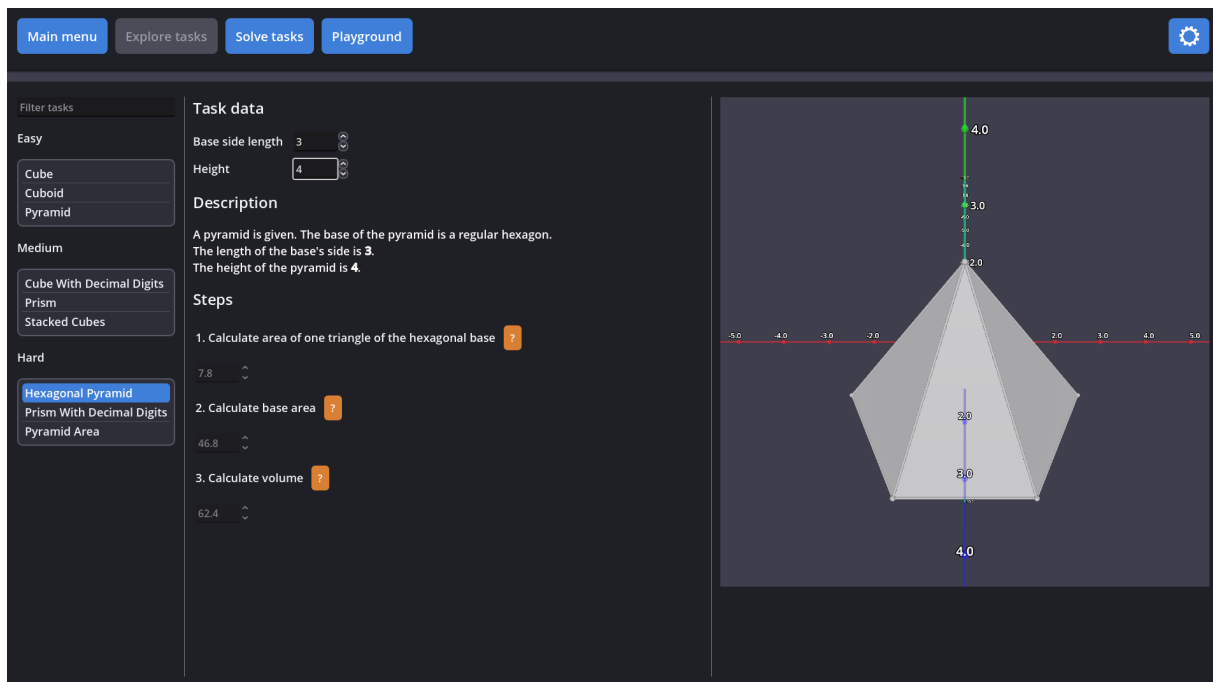 Main menu
Explore tasks
Solve tasks
Playground
Filter tasks
Easy
Cube
Cuboid
Pyramid
Medium
Cube With Decimal Digits
Prism
Stacked Cubes
Hard
Hexagonal Pyramid
Prism With Decimal Digits
Pyramid Area
Task data
Base side length 3
Height 4
Description
A pyramid is given. The base of the pyramid is a regular hexagon.
The length of the base's side is 3.
The height of the pyramid is 4.
Steps
1. Calculate area of one triangle of the hexagonal base ?
7.8
2. Calculate base area ?
46.8
3. Calculate volume ?
62.4
4.0
3.0
2.0
-5.0 -4.0 -3.0 -2.0 2.0 3.0 4.0 5.0
2.0
3.0
4.0